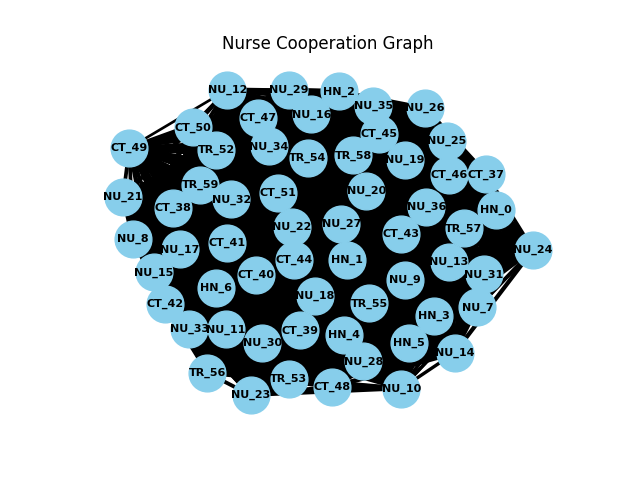 Nurse Cooperation Graph
NU_12
NU_29
HN_2
NU_35
NU_26
CT_47
NU_16
CT_50
CT_45
NU_25
CT_49
TR_52
NU_34
TR_54
TR_58
NU_19
CT_46
CT_37
TR_59
NU_21
NU_32
CT_51
NU_20
CT_38
NU_36
HN_0
NU_8
NU_17
CT_41
NU_22
NU_27
CT_43
TR_57
NU_24
NU_15
CT_40
CT_44
HN_1
NU_13
NU_31
NU_9
HN_6
CT_42
NU_18
TR_55
NU_7
NU_33
NU_11
CT_39
HN_4
HN_3
NU_30
HN_5
NU_14
NU_28
TR_56
TR_53
CT_48
NU_10
NU_23